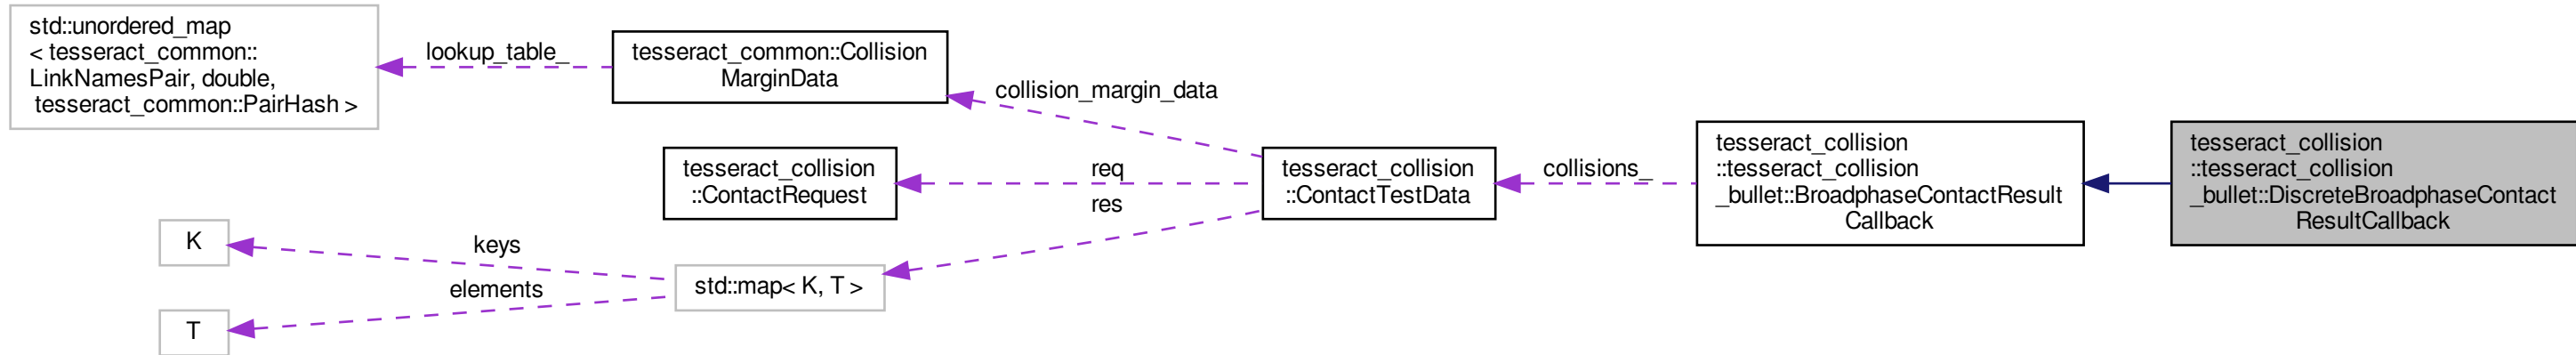 std::unordered_map
< tesseract_common::
LinkNamesPair, double,
tesseract_common::PairHash >
lookup_table_
tesseract_common::Collision
MarginData
collision_margin_data
tesseract_collision
::ContactRequest
req
res
tesseract_collision
::ContactTestData
collisions_
tesseract_collision
::tesseract_collision
_bullet::BroadphaseContactResult
Callback
tesseract_collision
::tesseract_collision
_bullet::DiscreteBroadphaseContact
ResultCallback
K
keys
std::map< K, T >
elements
T